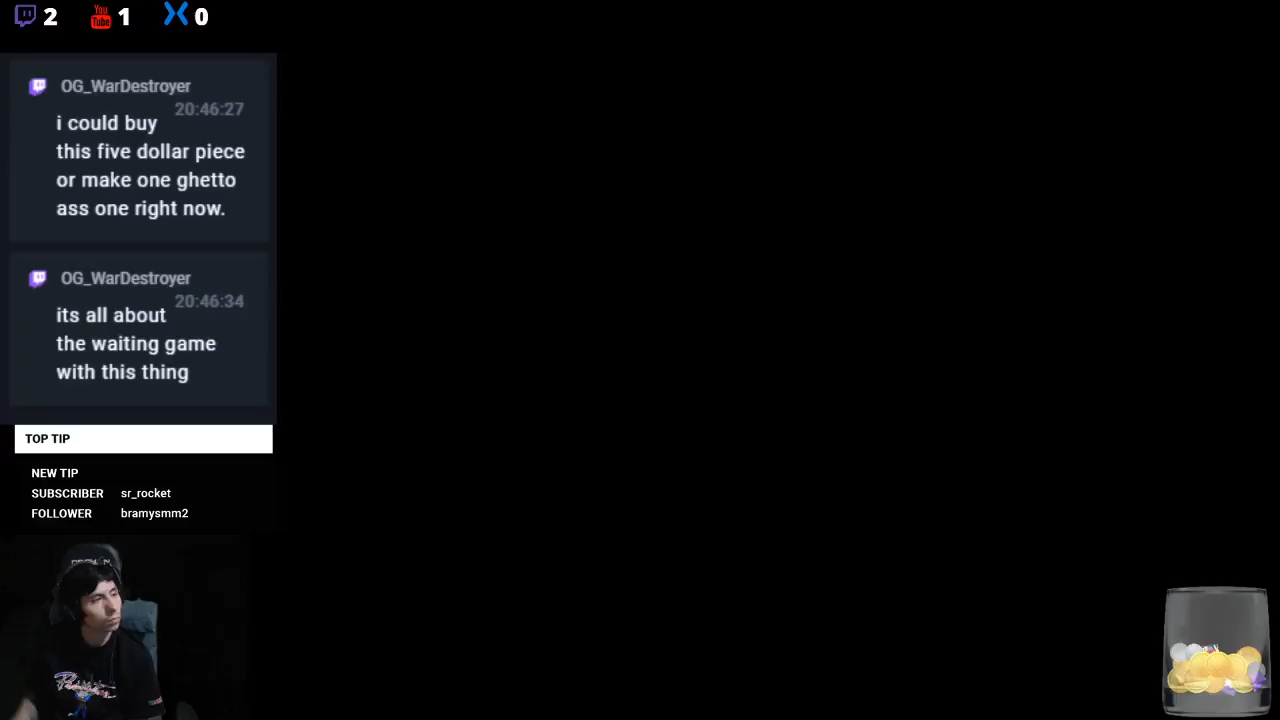 2 You Tube 1 0
OG_WarDestroyer
20:46:27
i could buy
this five dollar piece
or make one ghetto
ass one right now.
OG_WarDestroyer
20:46:34
its all about
the waiting game
with this thing
TOP TIP
NEW TIP
SUBSCRIBER sr_rocket
FOLLOWER bramysmm2